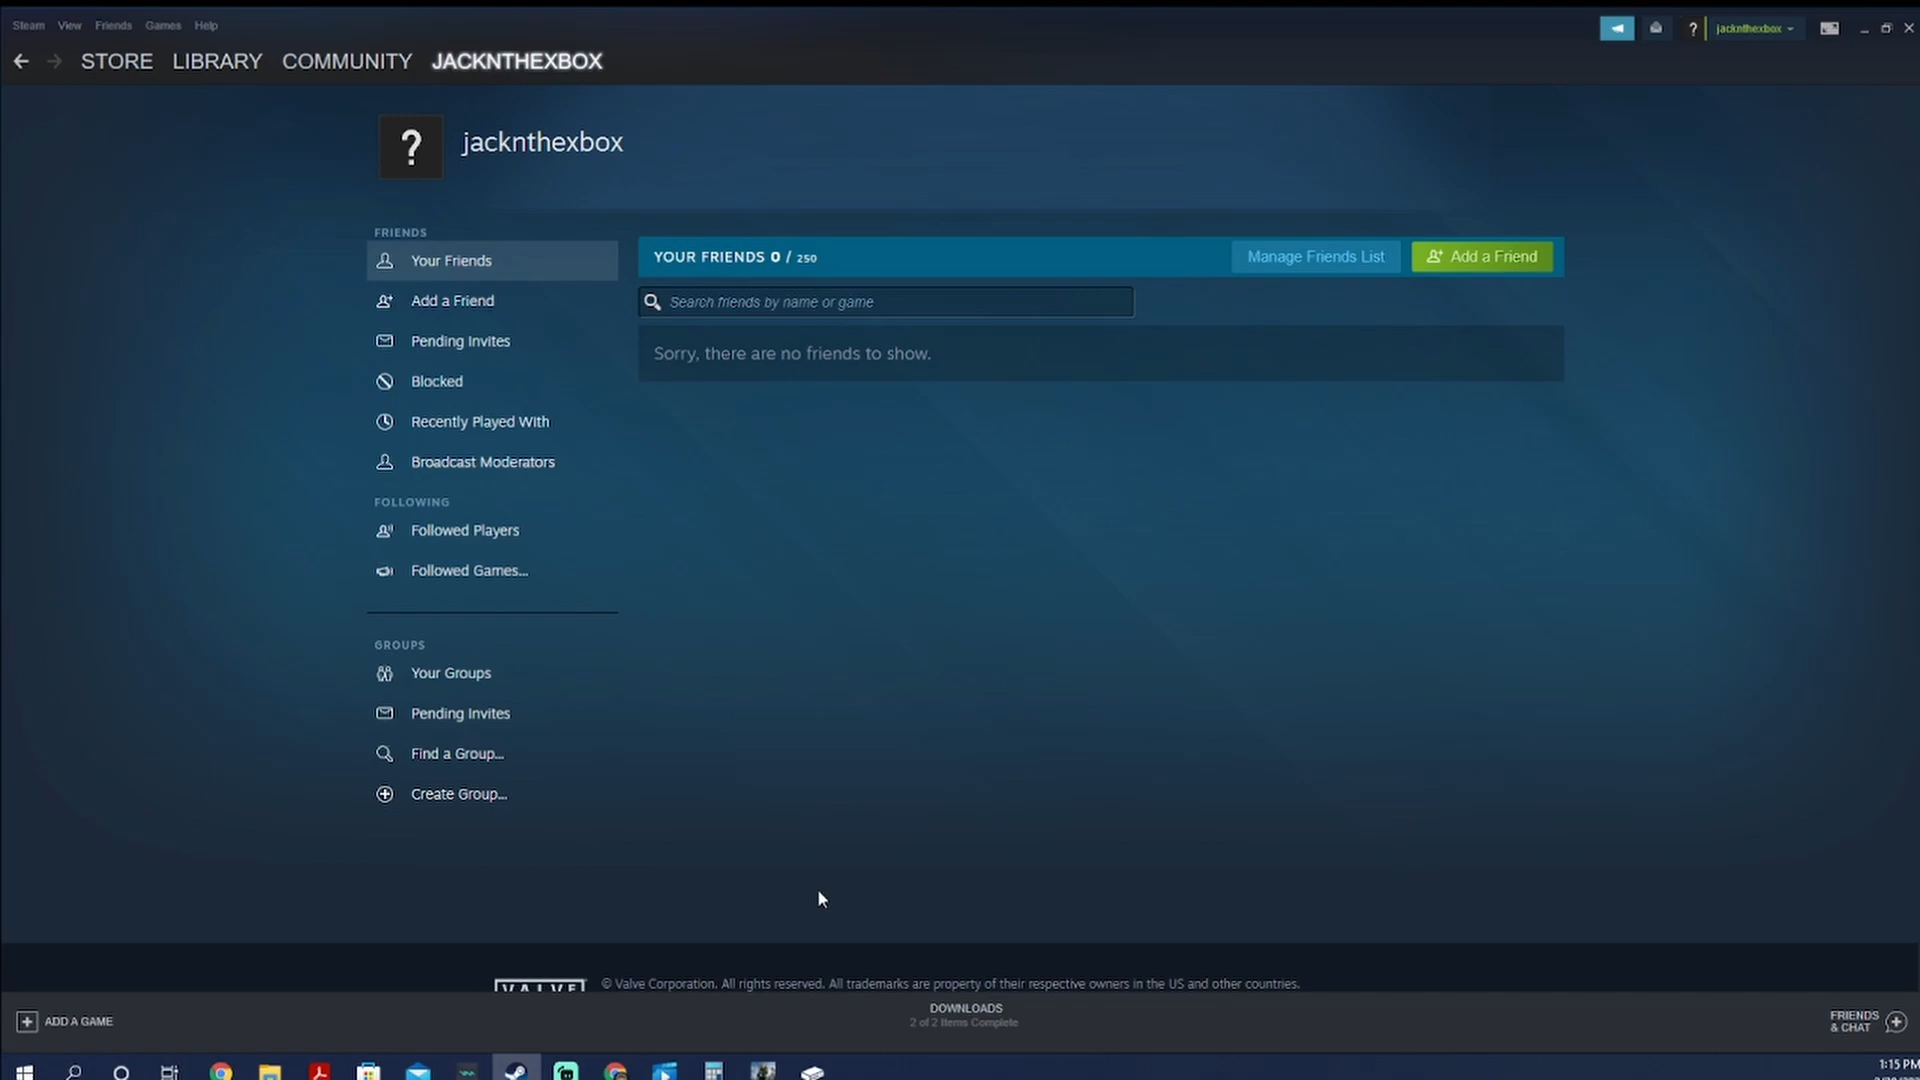 Steam View Friends Games Help
jacknthexbox
STORE LIBRARY COMMUNITY JACKNTHEXBOX
? jacknthexbox
FRIENDS
Your Friends
YOUR FRIENDS 0 / 250
Manage Friends List
Add a Friend
Search friends by name or game
Add a Friend
Sorry, there are no friends to show.
Pending Invites
Blocked
Recently Played With
Broadcast Moderators
FOLLOWING
Followed Players
Followed Games...
GROUPS
Your Groups
Pending Invites
Find a Group...
Create Group...
VALVE
© Valve Corporation. All rights reserved. All trademarks are property of their respective owners in the US and other countries.
ADD A GAME
DOWNLOADS
2 of 2 Items Complete
FRIENDS
& CHAT
1:15 PM